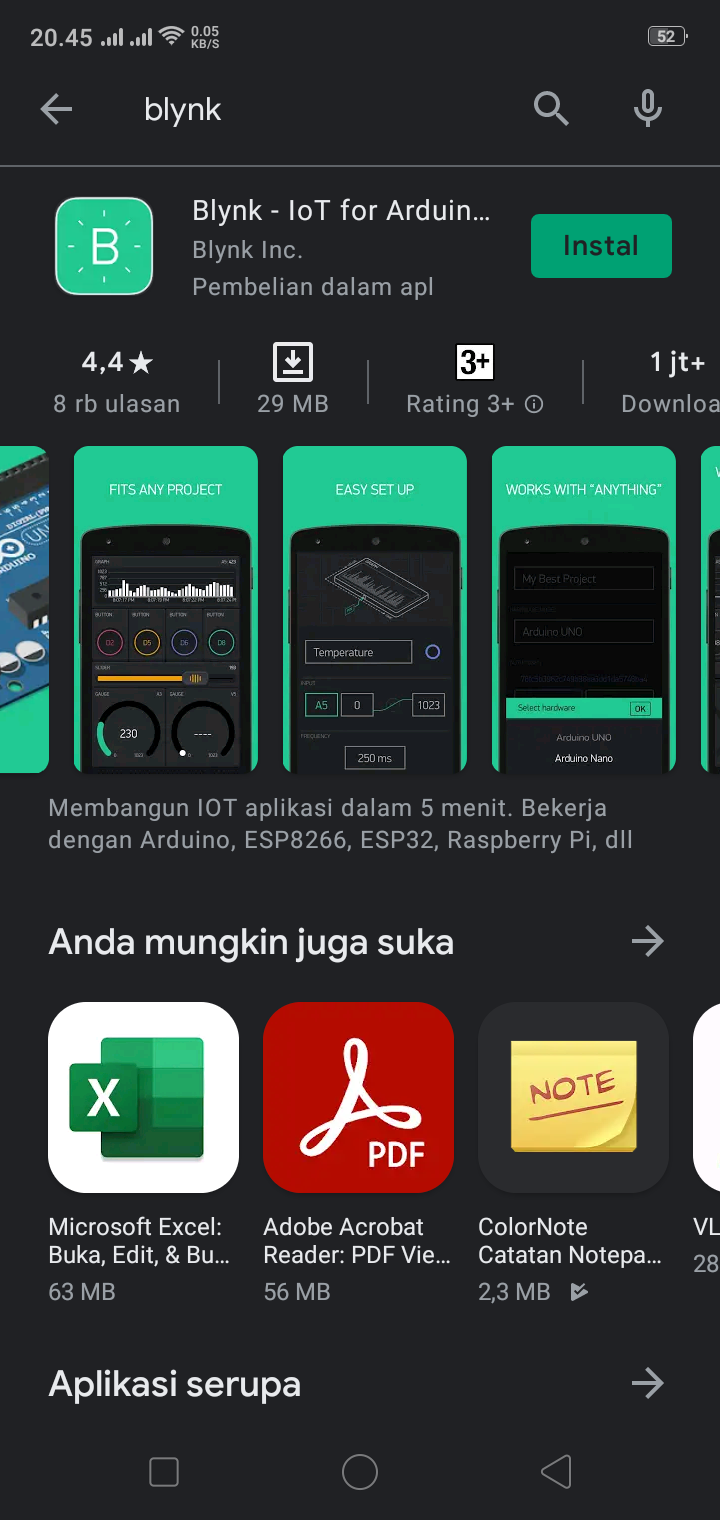 20.45
0.05
KB/S
52
blynk
B
Blynk - IoT for Arduin...
Blynk Inc.
Pembelian dalam apl
Instal
4,4★
8 rb ulasan
29 MB
3+
Rating 3+
1 jt+
Downloa
FITS ANY PROJECT
GRAPH
BUTTON BUTTON BUTTON BUTTON
D2 D5 D6 D8
SLIDER
GAUGE GAUGE
230
----
0 1023 0 1023
EASY SET UP
Temperature
INPUT
A5 0 1023
FREQUENCY
250 ms
WORKS WITH “ANYTHING”
My Best Project
Arduino UNO
Select hardware
OK
Arduino UNO
Arduino Nano
Membangun IOT aplikasi dalam 5 menit. Bekerja
dengan Arduino, ESP8266, ESP32, Raspberry Pi, dll
Anda mungkin juga suka
X
PDF
NOTE
Microsoft Excel:
Buka, Edit, & Bu...
63 MB
Adobe Acrobat
Reader: PDF Vie...
56 MB
ColorNote
Catatan Notepa...
2,3 MB
VL
28
Aplikasi serupa